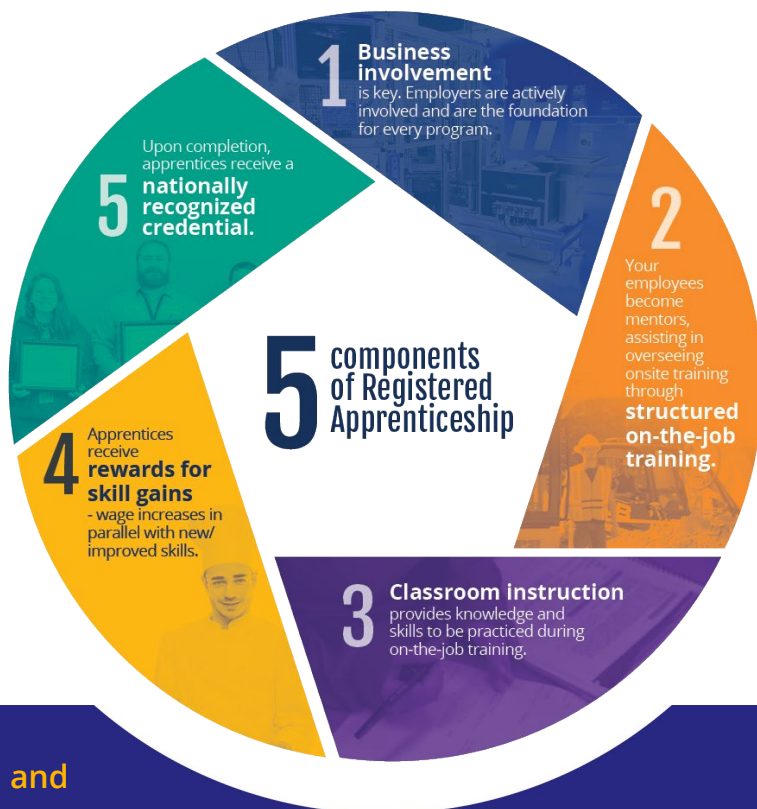 1
Business
involvement
is key. Employers are actively
involved and are the foundation
for every program.
2
Your
employees
become
mentors,
assisting in
overseeing
onsite training
through
structured
on-the-job
training.
3
Classroom instruction
provides knowledge and
skills to be practiced during
on-the-job training.
4
Apprentices
receive
rewards for
skill gains
- wage increases in
parallel with new/
improved skills.
5
Upon completion,
apprentices receive a
nationally
recognized
credential.
5
components
of Registered
Apprenticeship
and